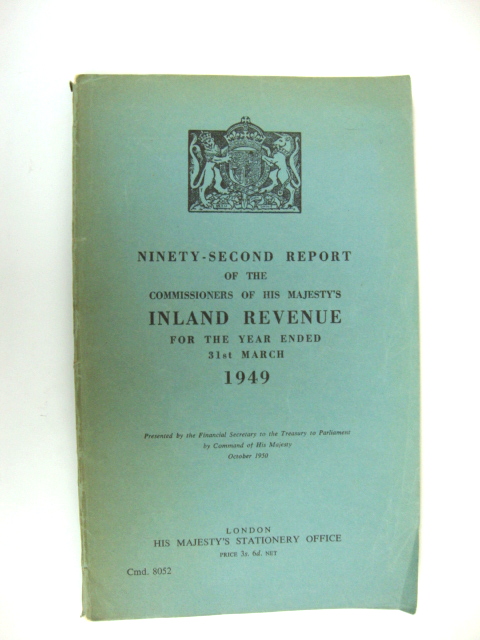 NINETY-SECOND REPORT
OF THE
COMMISSIONERS OF HIS MAJESTY'S
INLAND REVENUE
FOR THE YEAR ENDED
31st MARCH
1949
Presented by the Financial Secretary to the Treasury to Parliament
by Command of His Majesty
October 1950
LONDON
HIS MAJESTY'S STATIONERY OFFICE
PRICE 3s. 6d. NET
Cmd. 8052